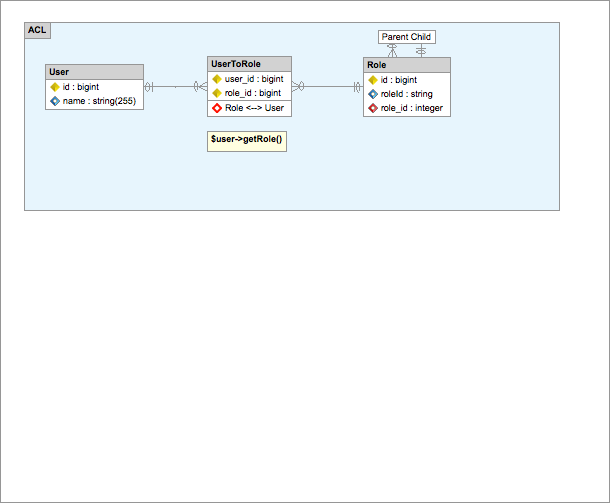 ACL
Parent Child
User
id : bigint
name : string(255)
UserToRole
user_id : bigint
role_id : bigint
Role <--> User
Role
id : bigint
roleId : string
role_id : integer
$user->getRole()